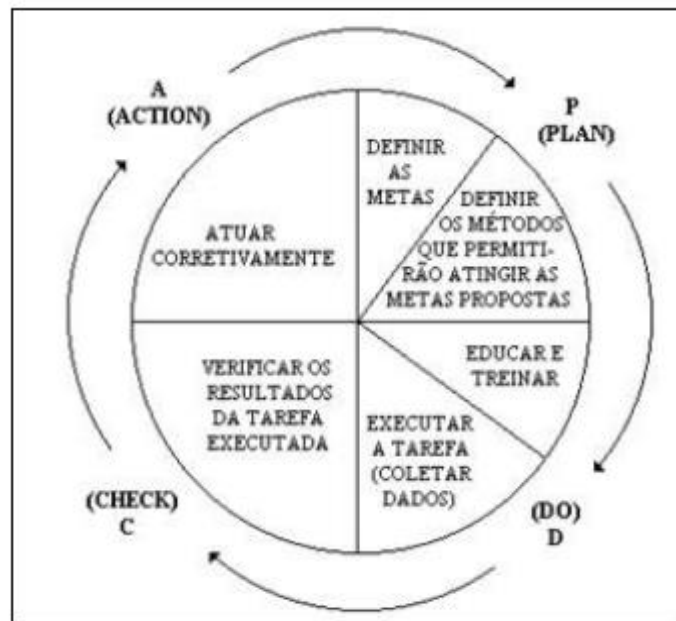 A
(ACTION)
P
(PLAN)
DEFINIR
AS
METAS
DEFINIR
OS MÉTODOS
QUE PERMITI-
RÃO ATINGIR AS
METAS PROPOSTAS
ATUAR
CORRETIVAMENTE
EDUCAR E
TREINAR
VERIFICAR OS
RESULTADOS
DA TAREFA
EXECUTADA
EXECUTAR
A TAREFA
(COLETAR
DADOS)
(CHECK)
C
(DO)
D